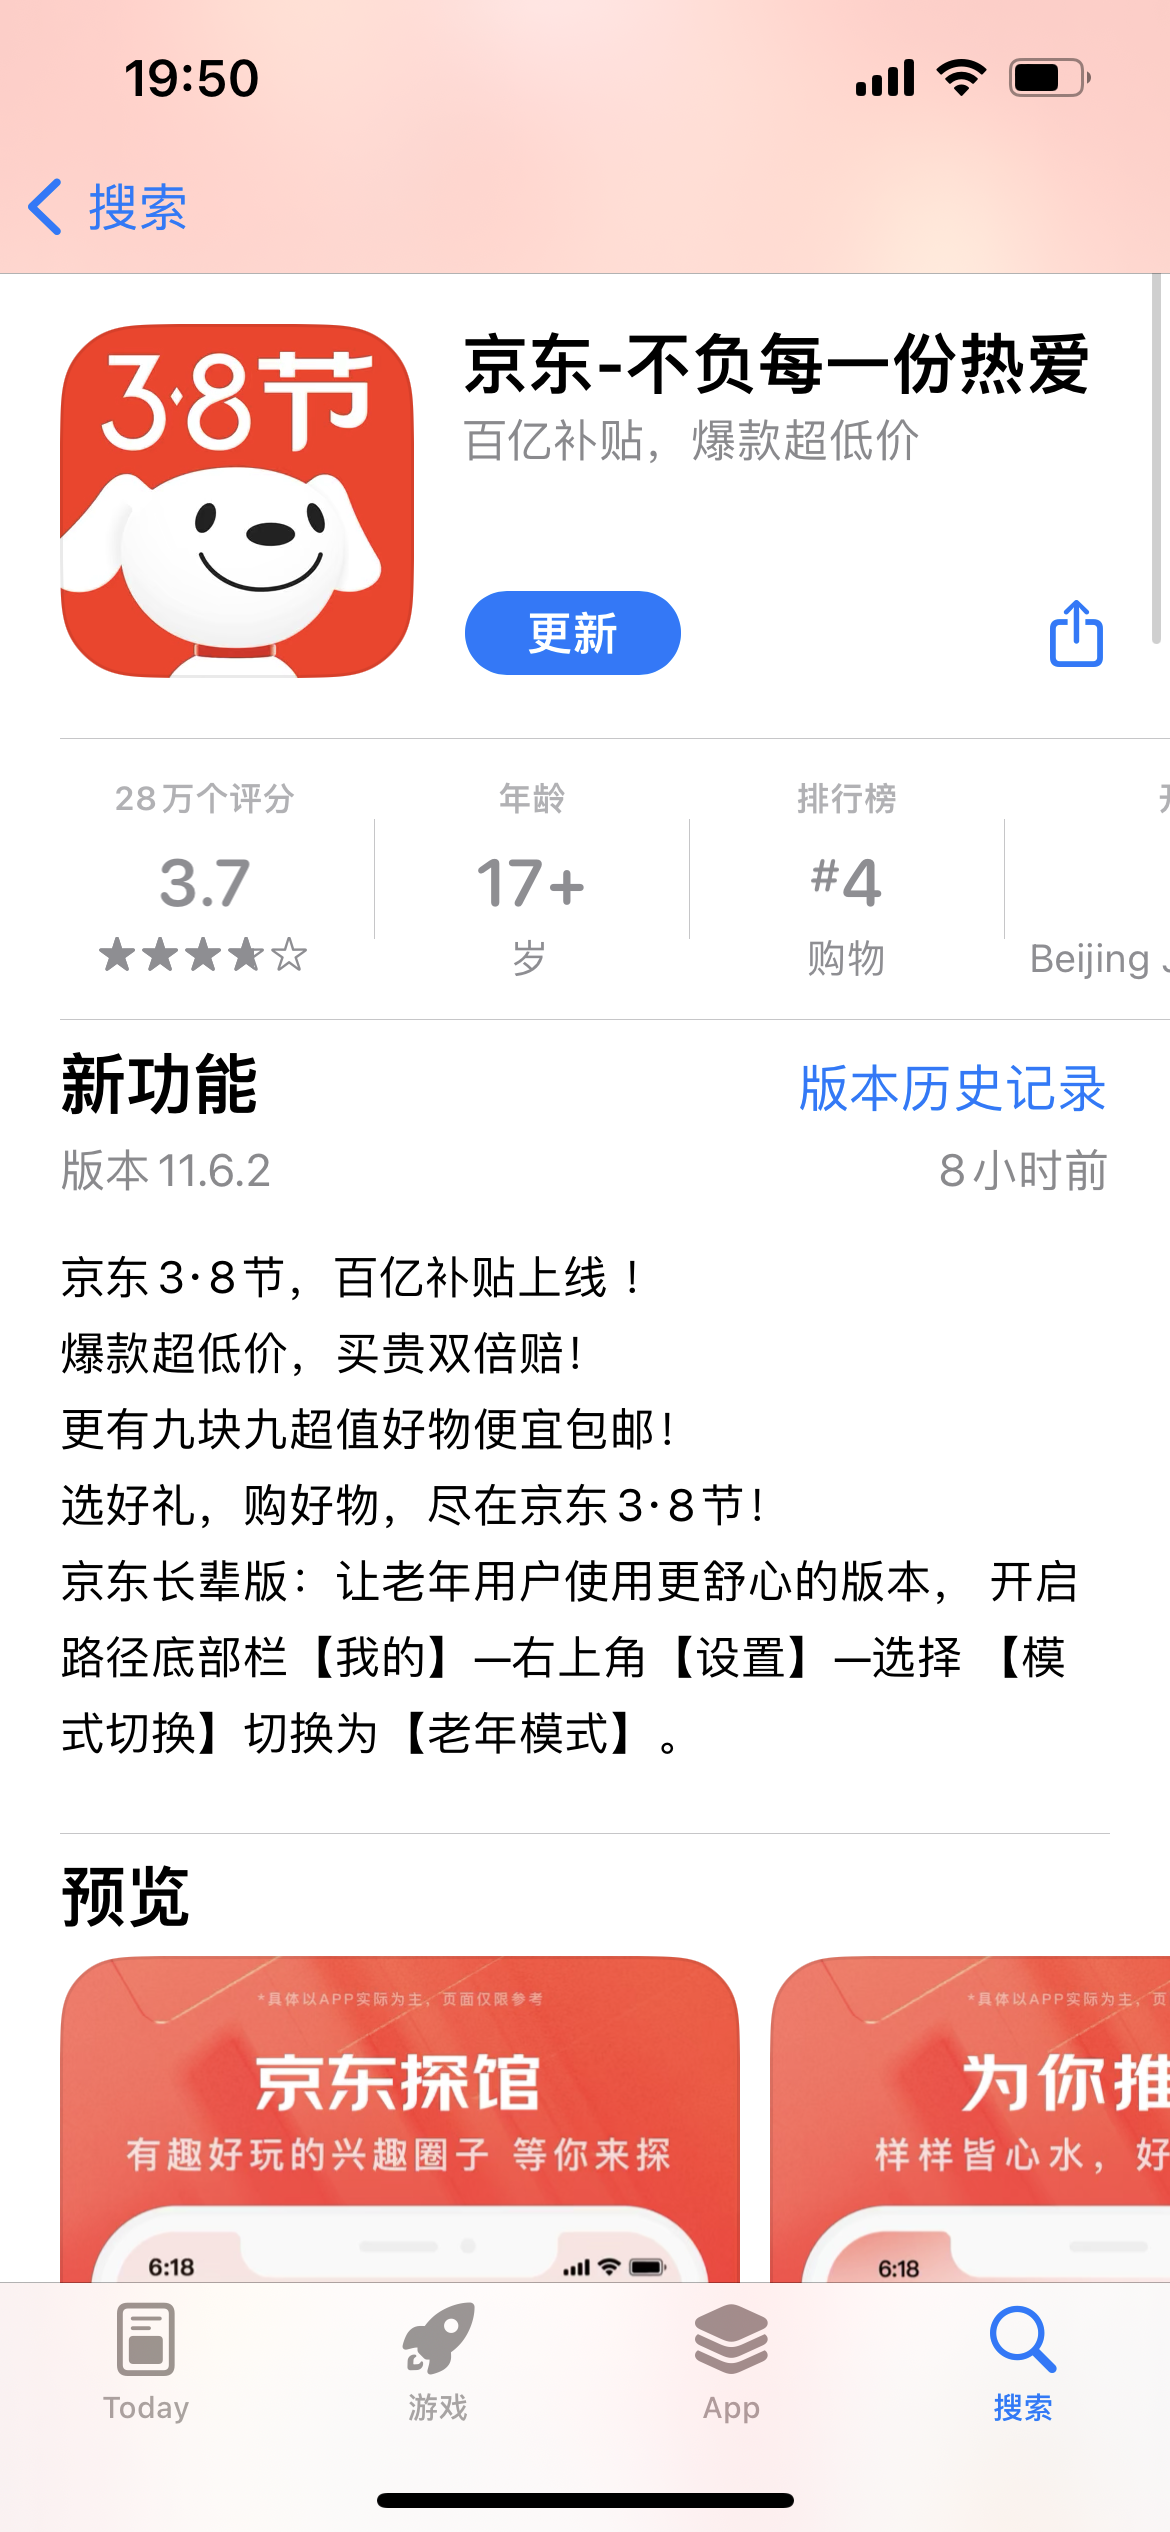 19:50
搜索
3·8节
京东-不负每一份热爱
百亿补贴，爆款超低价
更新
28万个评分
年龄
排行榜
3.7
17+
#4
岁
购物
Beijing
新功能
版本历史记录
版本 11.6.2
8小时前
京东3·8节，百亿补贴上线 ！
爆款超低价，买贵双倍赔！
更有九块九超值好物便宜包邮！
选好礼，购好物，尽在京东3·8节！
京东长辈版：让老年用户使用更舒心的版本， 开启
路径底部栏【我的】—右上角【设置】—选择 【模
式切换】切换为【老年模式】。
预览
*具体以APP实际为主，页面仅限参考
*具体以APP实际为主，页
京东探馆
为你推
有趣好玩的兴趣圈子 等你来探
样样皆心水，好
6:18
6:18
Today
游戏
App
搜索